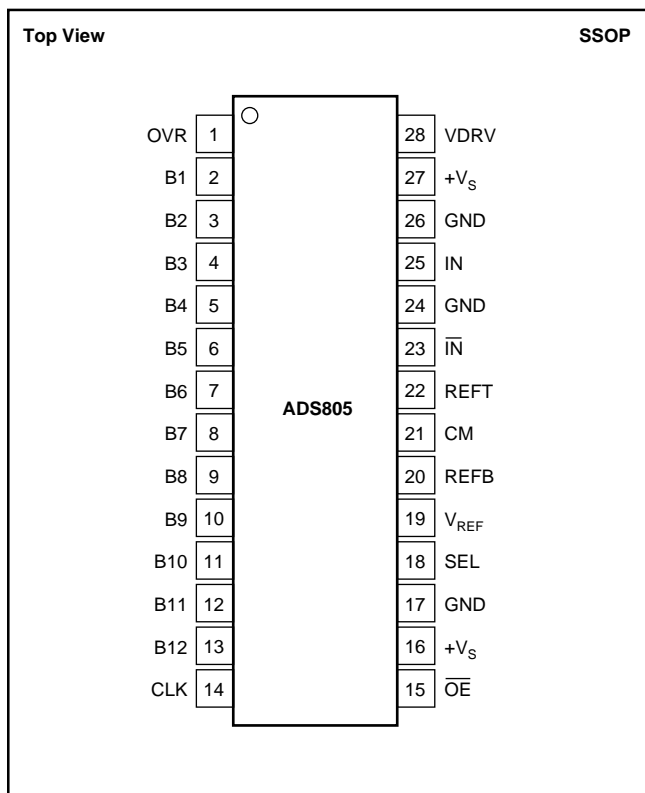 Top View SSOP
OVR 1 28 VDRV
B1 2 27 +VS
B2 3 26 GND
B3 4 25 IN
B4 5 24 GND
B5 6 23 I̅N̅
B6 7 22 REFT
ADS805
B7 8 21 CM
B8 9 20 REFB
B9 10 19 VREF
B10 11 18 SEL
B11 12 17 GND
B12 13 16 +VS
CLK 14 15 O̅E̅